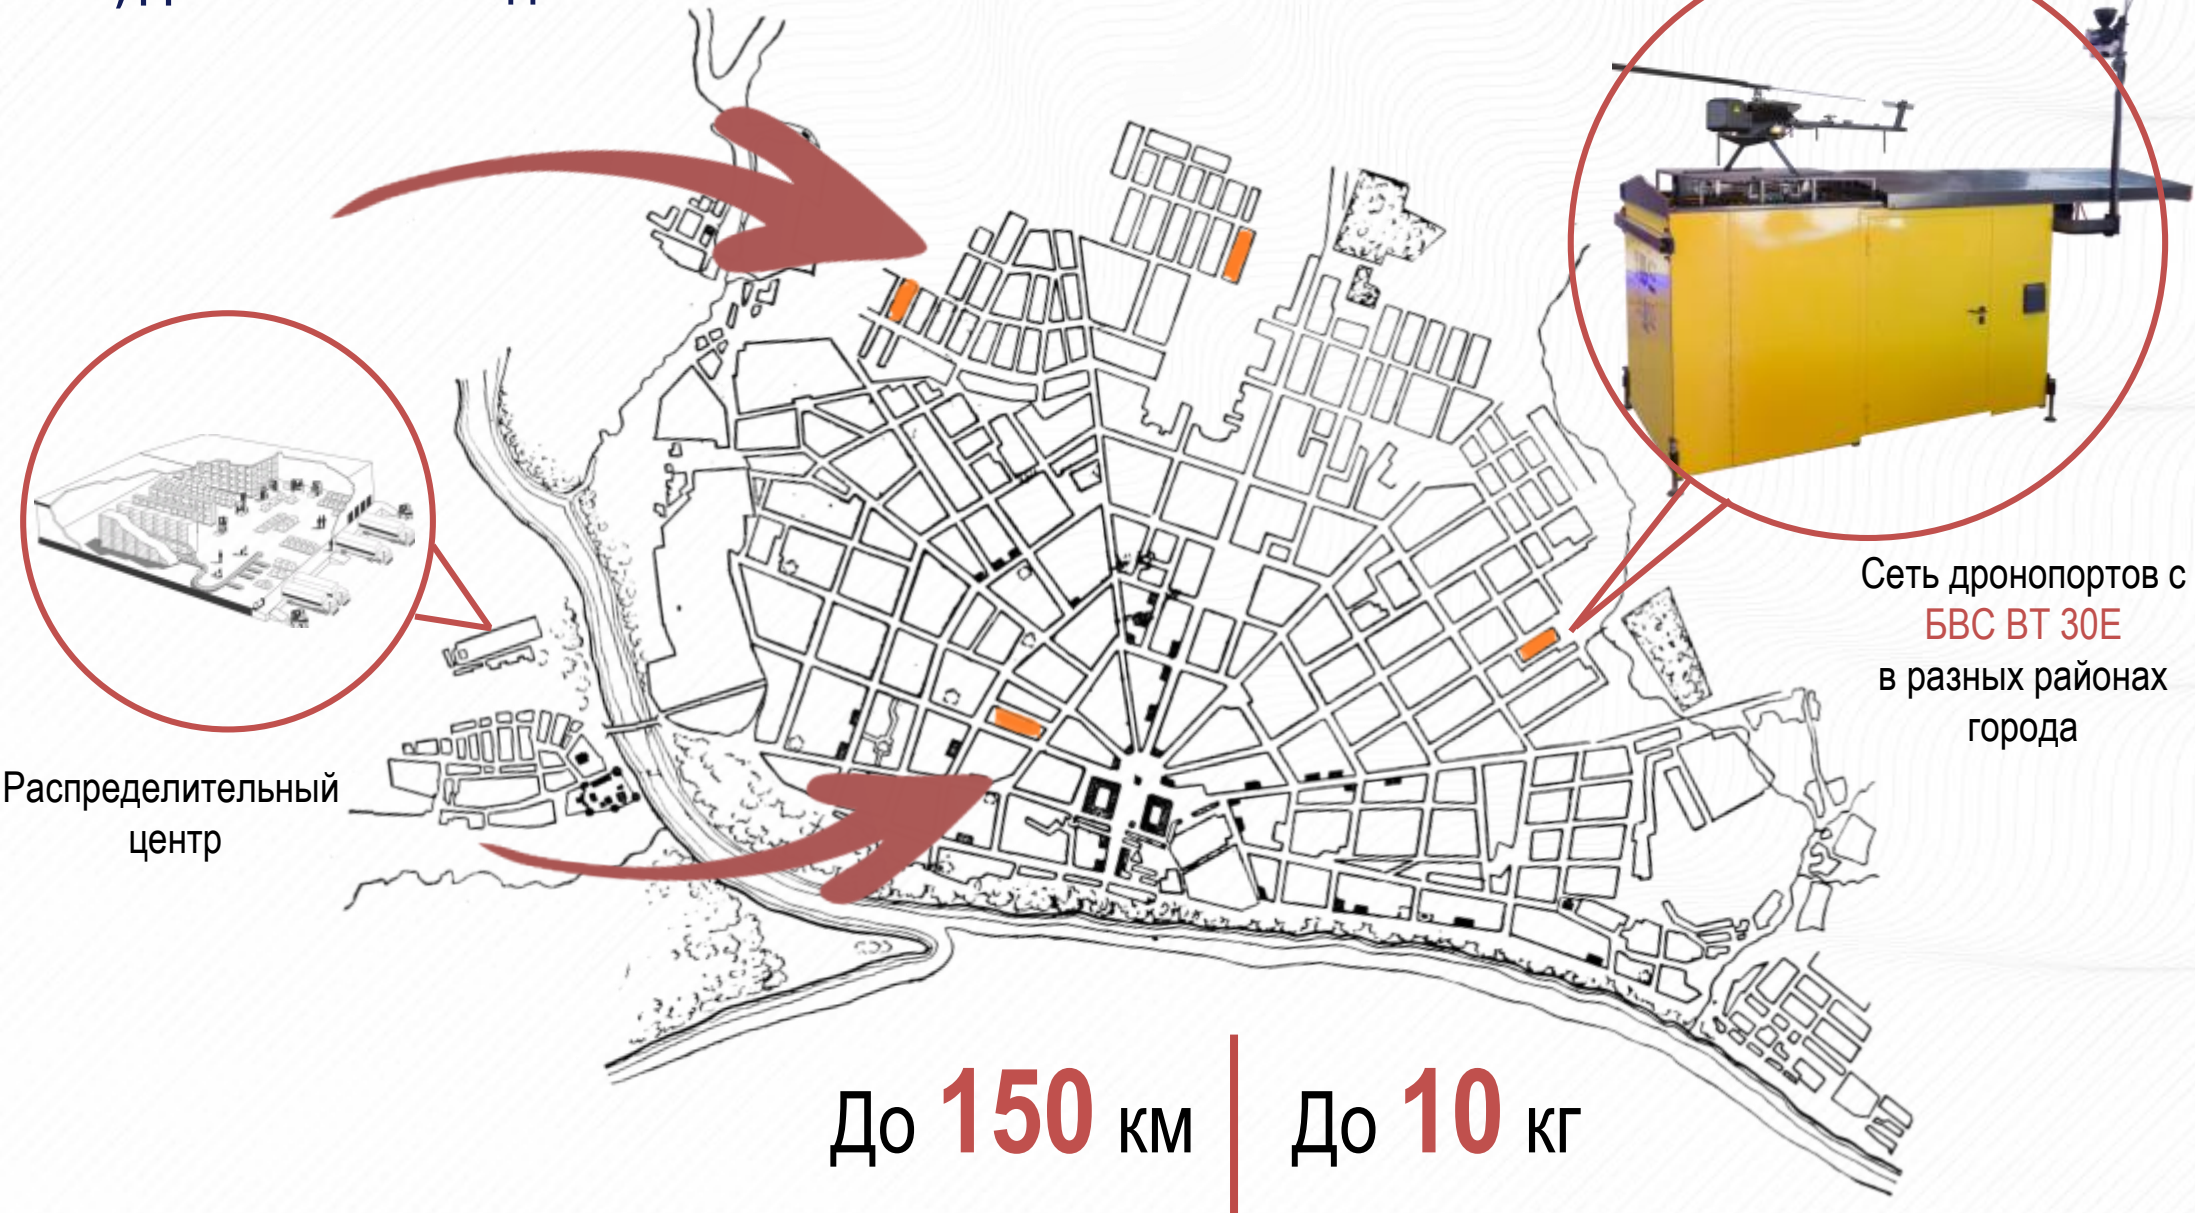 Сеть дронопортов с
БВС ВТ 30Е
в разных районах
города
Распределительный
центр
До 150 км
До 10 кг